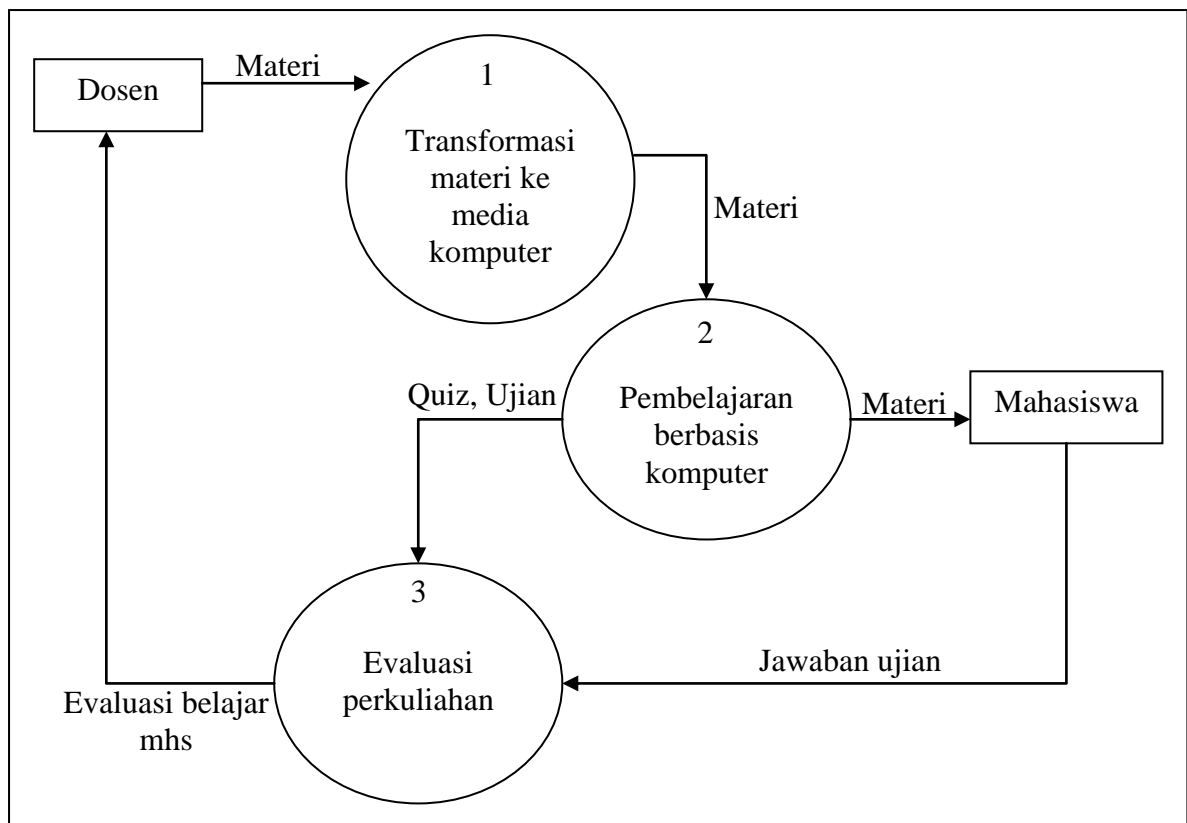 Dosen
Materi
1
Transformasi
materi ke
media
komputer
Materi
2
Pembelajaran
berbasis
komputer
Quiz, Ujian
Materi
Mahasiswa
3
Evaluasi
perkuliahan
Jawaban ujian
Evaluasi belajar
mhs